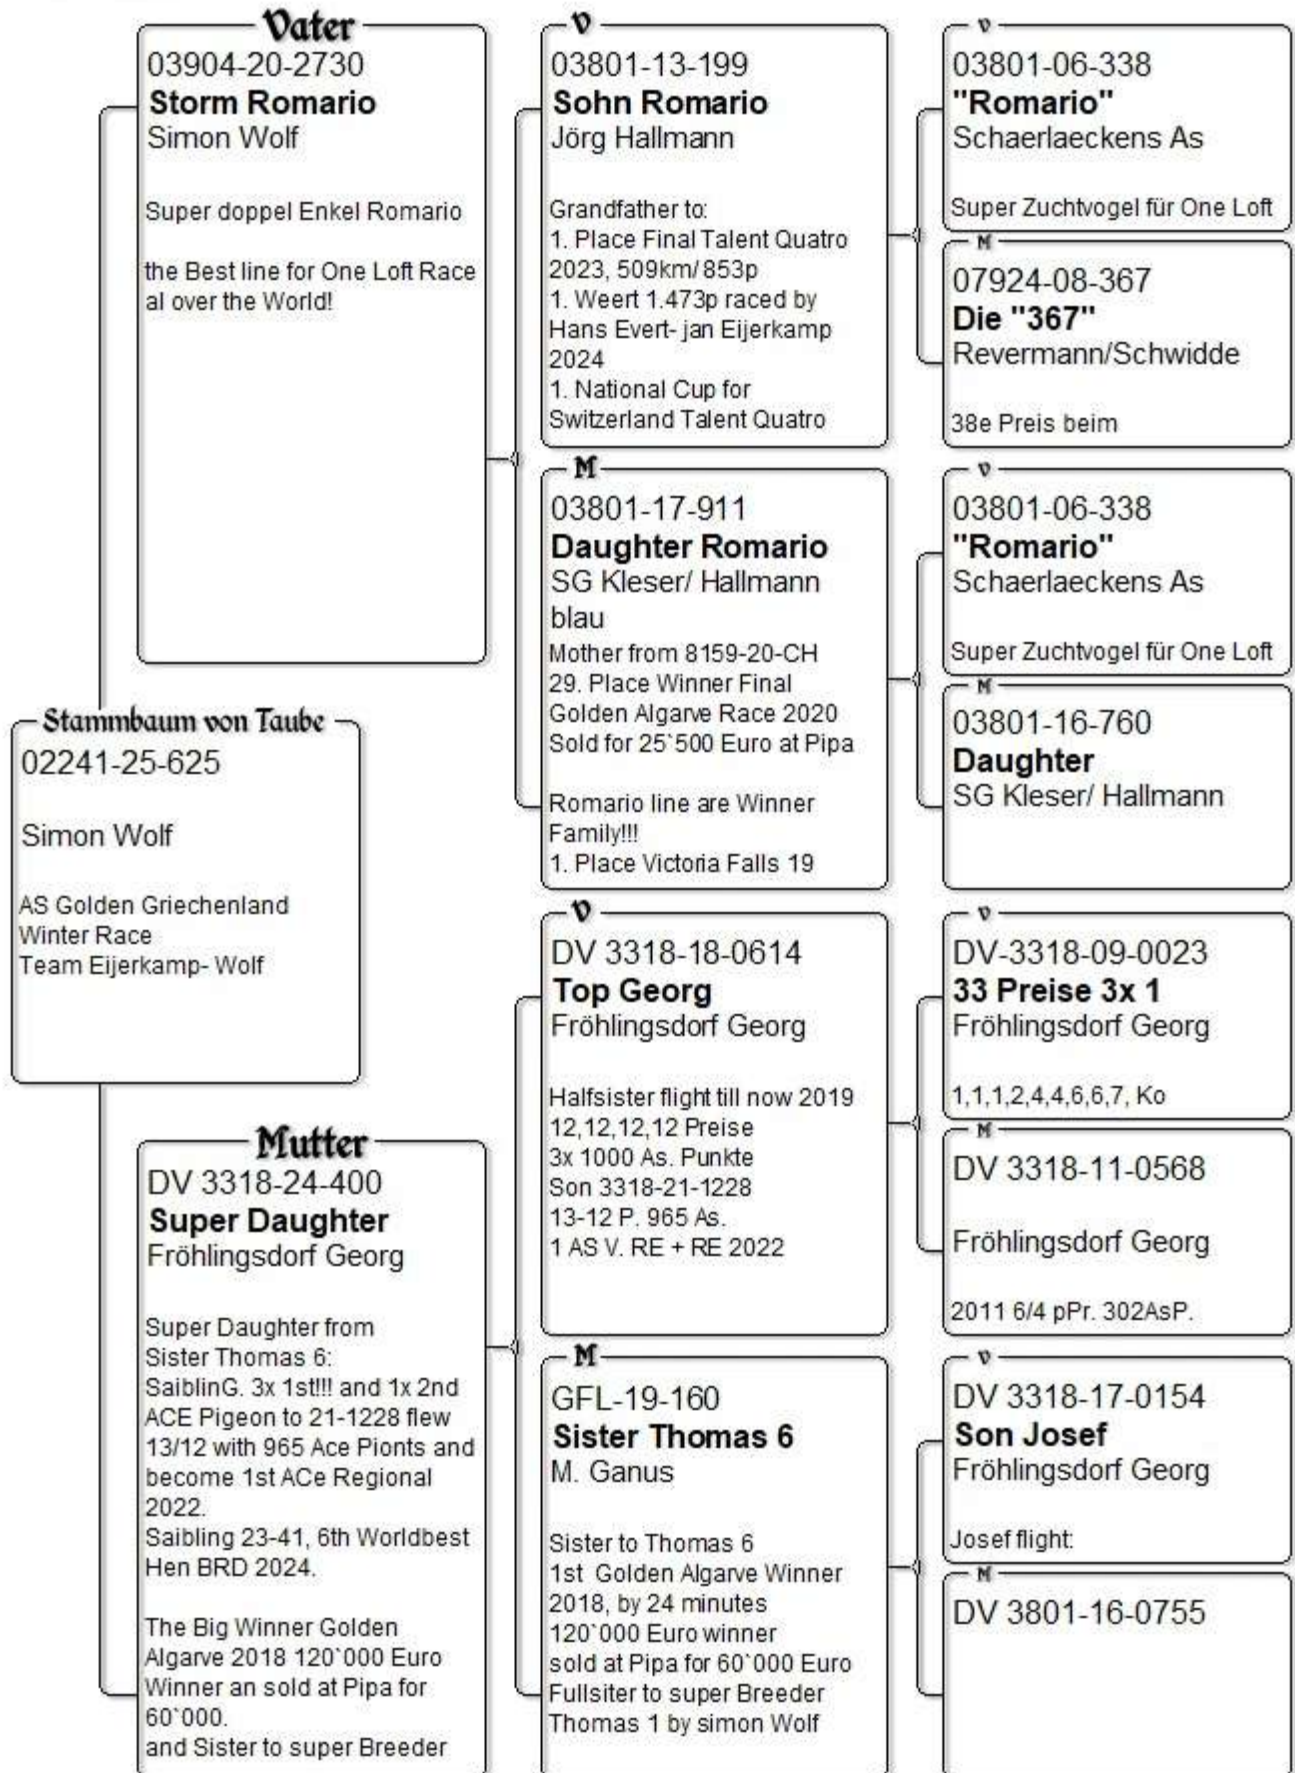 Vater
03904-20-2730
Storm Romario
Simon Wolf
Super doppel Enkel Romario
the Best line for One Loft Race
al over the World!
Stammbaum von Taube
02241-25-625
Simon Wolf
AS Golden Griechenland
Winter Race
Team Eijerkamp- Wolf
Mutter
DV 3318-24-400
Super Daughter
Fröhlingsdorf Georg
Super Daughter from
Sister Thomas 6:
SaiblinG. 3x 1st!!! and 1x 2nd
ACE Pigeon to 21-1228 flew
13/12 with 965 Ace Pionts and
become 1st ACe Regional
2022.
Saibling 23-41, 6th Worldbest
Hen BRD 2024.
The Big Winner Golden
Algarve 2018 120`000 Euro
Winner an sold at Pipa for
60`000.
and Sister to super Breeder
V
03801-13-199
Sohn Romario
Jörg Hallmann
Grandfather to:
1. Place Final Talent Quatro
2023, 509km/ 853p
1. Weert 1.473p raced by
Hans Evert- jan Eijerkamp
2024
1. National Cup for
Switzerland Talent Quatro
M
03801-17-911
Daughter Romario
SG Kleser/ Hallmann
blau
Mother from 8159-20-CH
29. Place Winner Final
Golden Algarve Race 2020
Sold for 25`500 Euro at Pipa
Romario line are Winner
Family!!!
1. Place Victoria Falls 19
V
DV 3318-18-0614
Top Georg
Fröhlingsdorf Georg
Halfsister flight till now 2019
12,12,12,12 Preise
3x 1000 As. Punkte
Son 3318-21-1228
13-12 P. 965 As.
1 AS V. RE + RE 2022
M
GFL-19-160
Sister Thomas 6
M. Ganus
Sister to Thomas 6
1st  Golden Algarve Winner
2018, by 24 minutes
120`000 Euro winner
sold at Pipa for 60`000 Euro
Fullsiter to super Breeder
Thomas 1 by simon Wolf
V
03801-06-338
"Romario"
Schaerlaeckens As
Super Zuchtvogel für One Loft
M
07924-08-367
Die "367"
Revermann/Schwidde
38e Preis beim
V
03801-06-338
"Romario"
Schaerlaeckens As
Super Zuchtvogel für One Loft
M
03801-16-760
Daughter
SG Kleser/ Hallmann
V
DV-3318-09-0023
33 Preise 3x 1
Fröhlingsdorf Georg
1,1,1,2,4,4,6,6,7, Ko
M
DV 3318-11-0568
Fröhlingsdorf Georg
2011 6/4 pPr. 302AsP.
V
DV 3318-17-0154
Son Josef
Fröhlingsdorf Georg
Josef flight:
M
DV 3801-16-0755